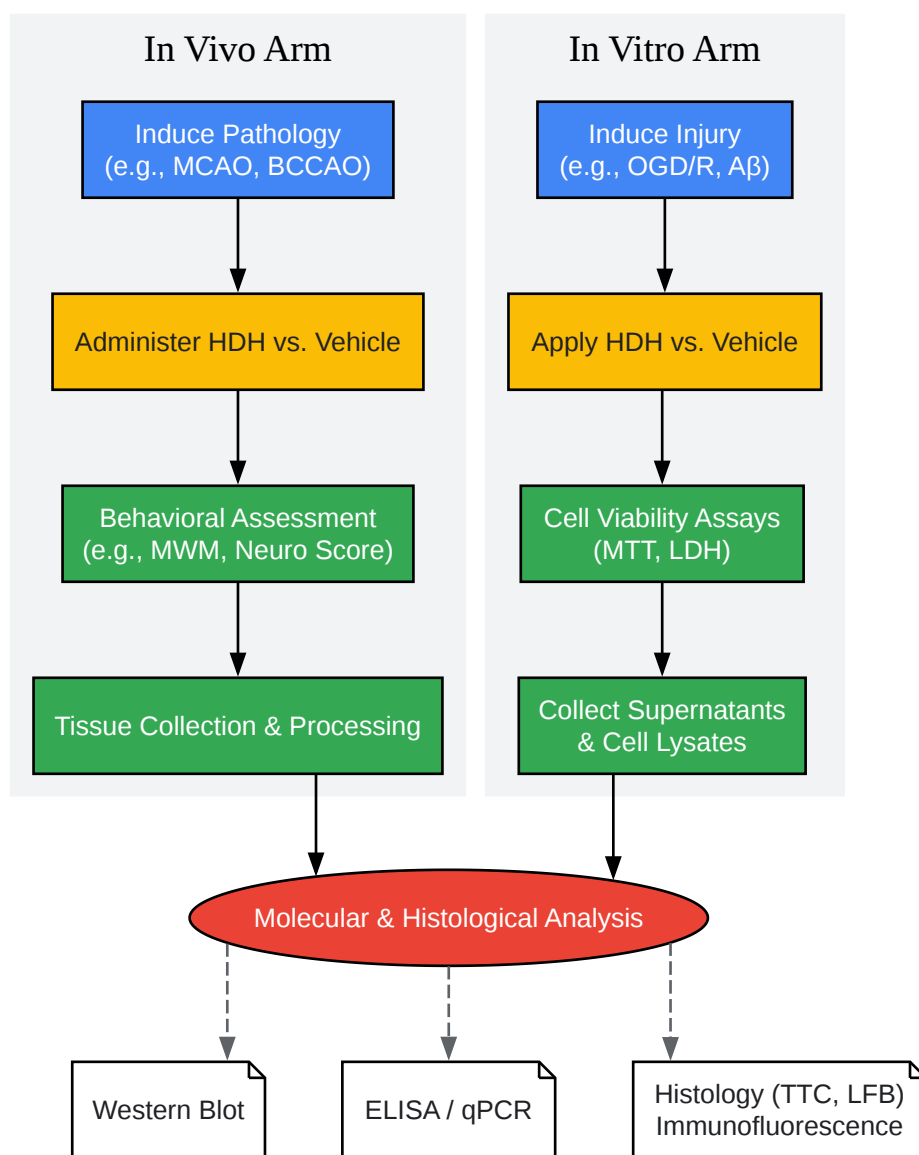 In Vivo Arm
Induce Pathology
(e.g., MCAO, BCCAO)
Administer HDH vs. Vehicle
Behavioral Assessment
(e.g., MWM, Neuro Score)
Tissue Collection & Processing
In Vitro Arm
Induce Injury
(e.g., OGD/R, Aβ)
Apply HDH vs. Vehicle
Cell Viability Assays
(MTT, LDH)
Collect Supernatants
& Cell Lysates
Molecular & Histological Analysis
Western Blot
ELISA / qPCR
Histology (TTC, LFB)
Immunofluorescence